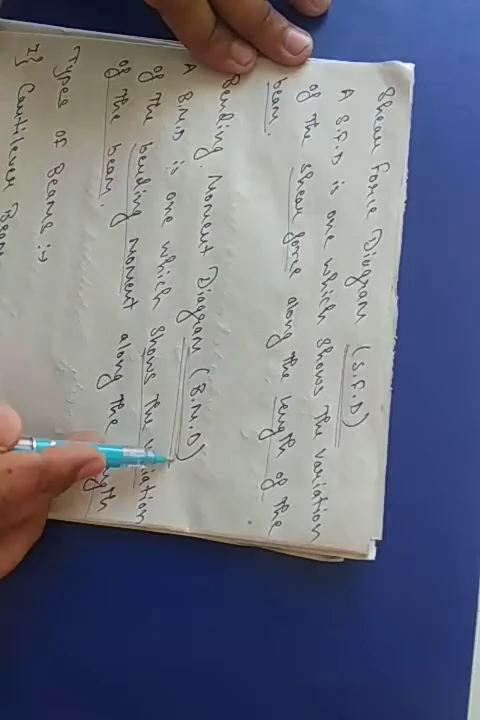 Shear Force Diagram (S.F.D)
A S.F.D is one which shows the variation
of the shear force along the length of the
beam.
Bending Moment Diagram (B.M.D)
A B.M.D is one which shows the variation
of the bending moment along the length
of the beam.
Types of Beams :-
1} Cantilever Beam